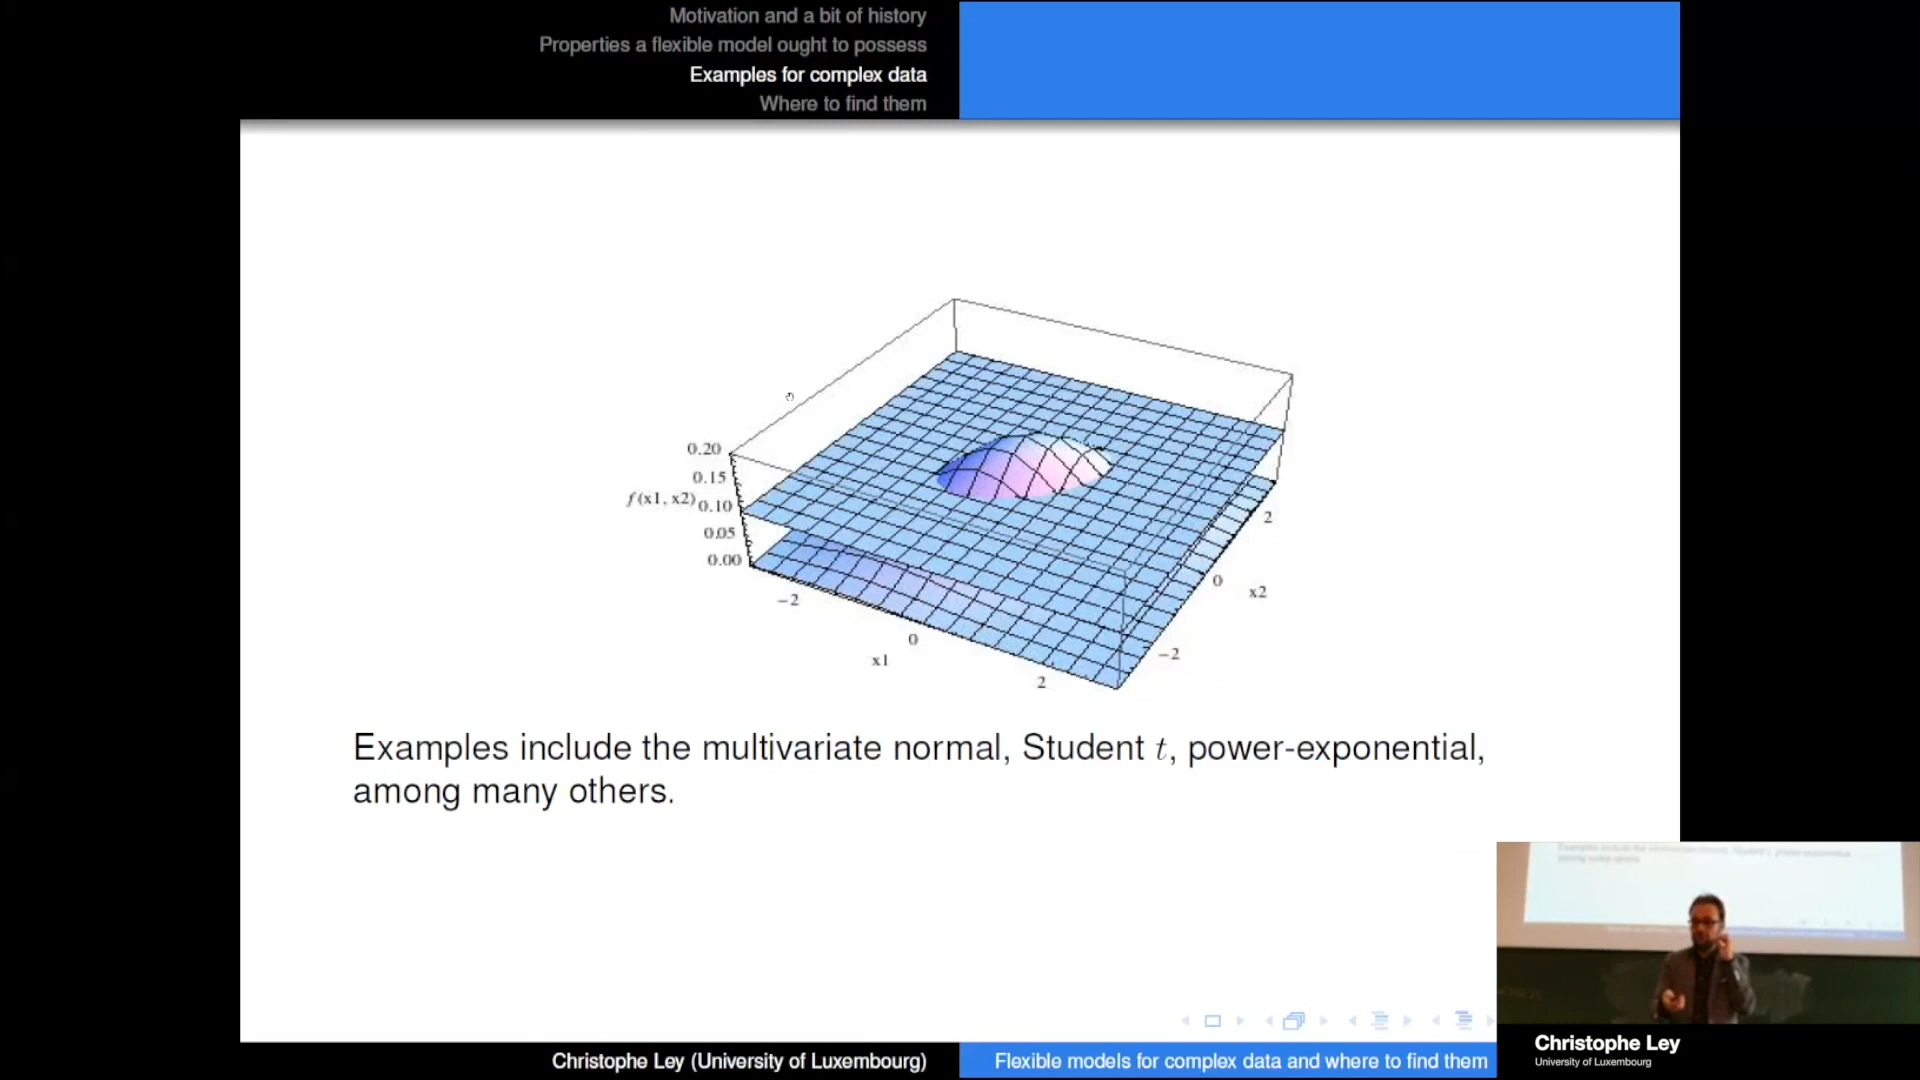 Motivation and a bit of history
Properties a flexible model ought to possess
Examples for complex data
Where to find them
0.20
0.15
f(x1, x2)
0.10
0.05
0.00
−2
0
2
x1
−2
0
2
x2
Examples include the multivariate normal, Student t, power-exponential,
among many others.
Christophe Ley (University of Luxembourg)
Flexible models for complex data and where to find them
Christophe Ley
University of Luxembourg